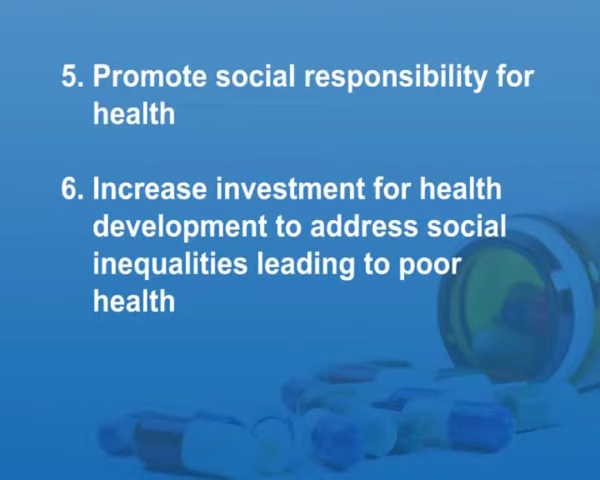 5. Promote social responsibility for
health
6. Increase investment for health
development to address social
inequalities leading to poor
health